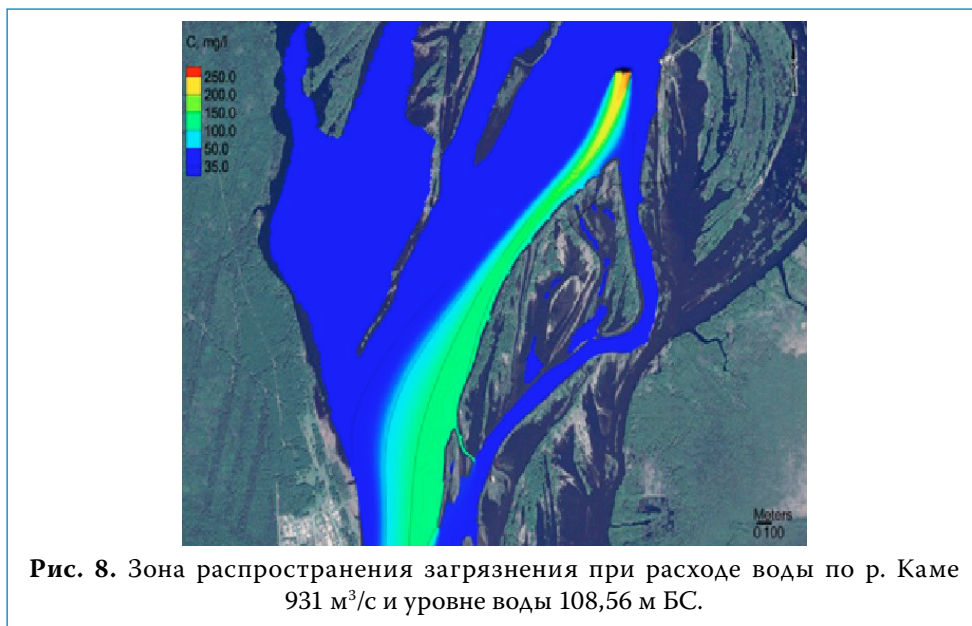 C, mg/l
250.0
200.0
150.0
100.0
50.0
35.0
Meters
0 100
Рис. 8. Зона распространения загрязнения при расходе воды по р. Каме
931 м³/с и уровне воды 108,56 м БС.